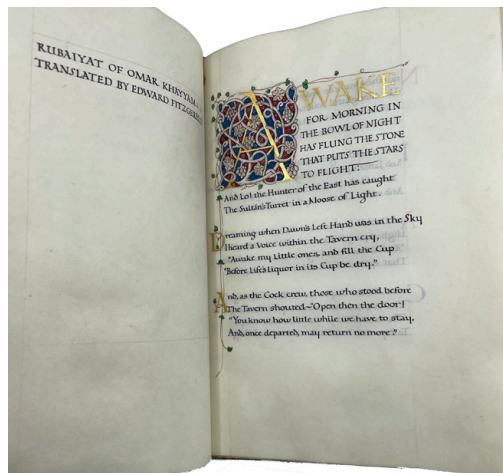 RUBAIYAT OF OMAR KHAYYAM
TRANSLATED BY EDWARD FITZGERALD
AWAKE
FOR MORNING IN
THE BOWL OF NIGHT
HAS FLUNG THE STONE
THAT PUTS THE STARS
TO FLIGHT:
And Lo! the Hunter of the East has caught
The Sultán's Turret in a Noose of Light.
Dreaming when Dawn's Left Hand was in the Sky
I heard a Voice within the Tavern cry,
"Awake my Little ones, and fill the Cup
"Before Life's Liquor in its Cup be dry."
And, as the Cock crew, those who stood before
The Tavern shouted—"Open then the door!
"You know how little while we have to stay,
And, once departed, may return no more."